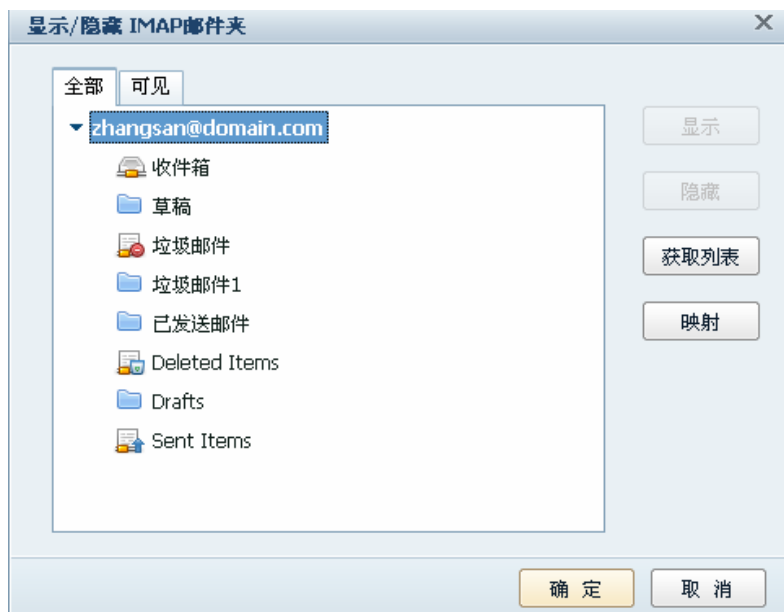 显示/隐藏 IMAP邮件夹
全部 可见
zhangsan@domain.com
收件箱
草稿
垃圾邮件
垃圾邮件1
已发送邮件
Deleted Items
Drafts
Sent Items
显示
隐藏
获取列表
映射
确 定 取 消